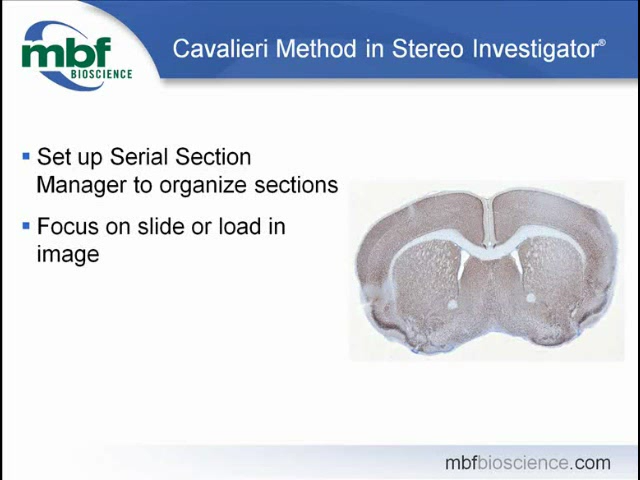 mbf
BIOSCIENCE
Cavalieri Method in Stereo Investigator®
Set up Serial Section
Manager to organize sections
Focus on slide or load in
image
mbfbioscience.com